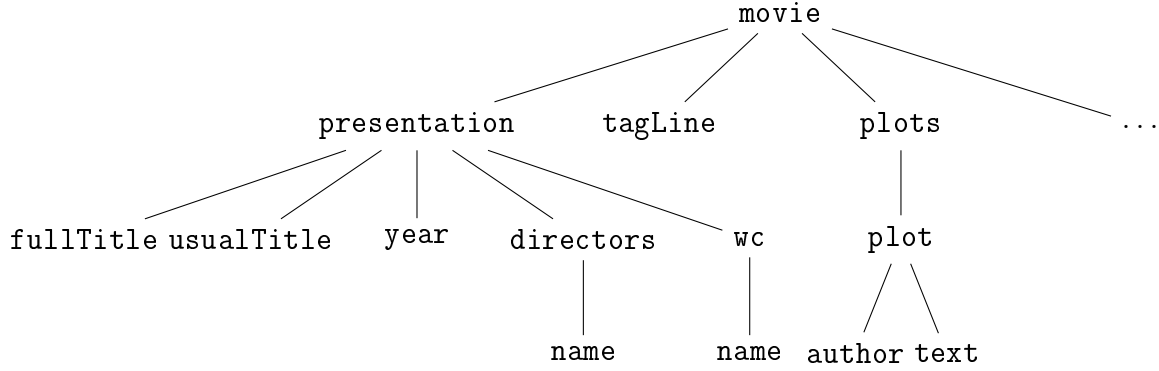 movie
presentation tagLine plots ...
fullTitle usualTitle year directors wc plot
name name author text